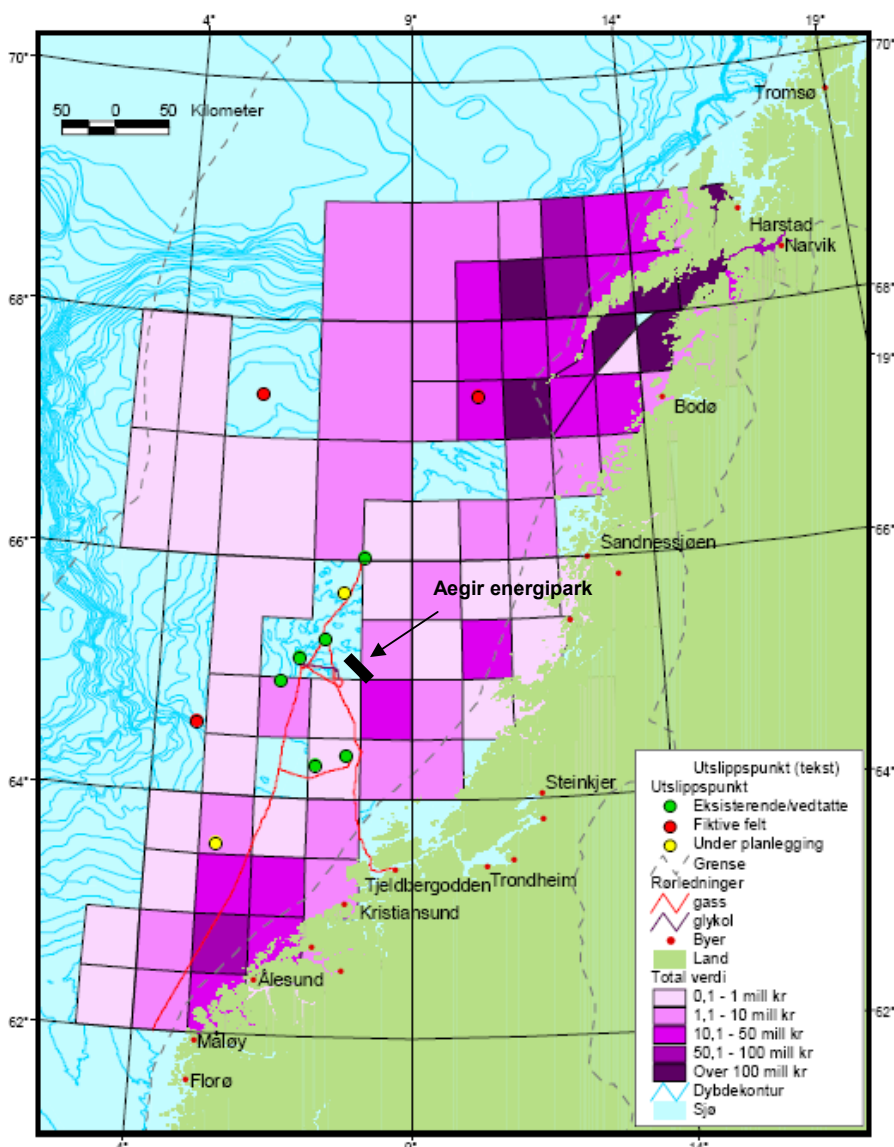 4° 9° 14° 19°
70° 70°
50 0 50 Kilometer
Tromsø
Harstad
Narvik
68° 68°
19°
Bodø
66° 66°
Sandnessjøen
Aegir energipark
64° 64°
Steinkjer
Trondheim
Tjeldbergodden
Kristiansund
Ålesund
62° 62°
Måløy
Florø
4° 9° 14°
Utslippspunkt (tekst)
Utslippspunkt
Eksisterende/vedtatte
Fiktive felt
Under planlegging
Grense
Rørledninger
gass
glykol
Byer
Land
Total verdi
0,1 - 1 mill kr
1,1 - 10 mill kr
10,1 - 50 mill kr
50,1 - 100 mill kr
Over 100 mill kr
Dybdekontur
Sjø